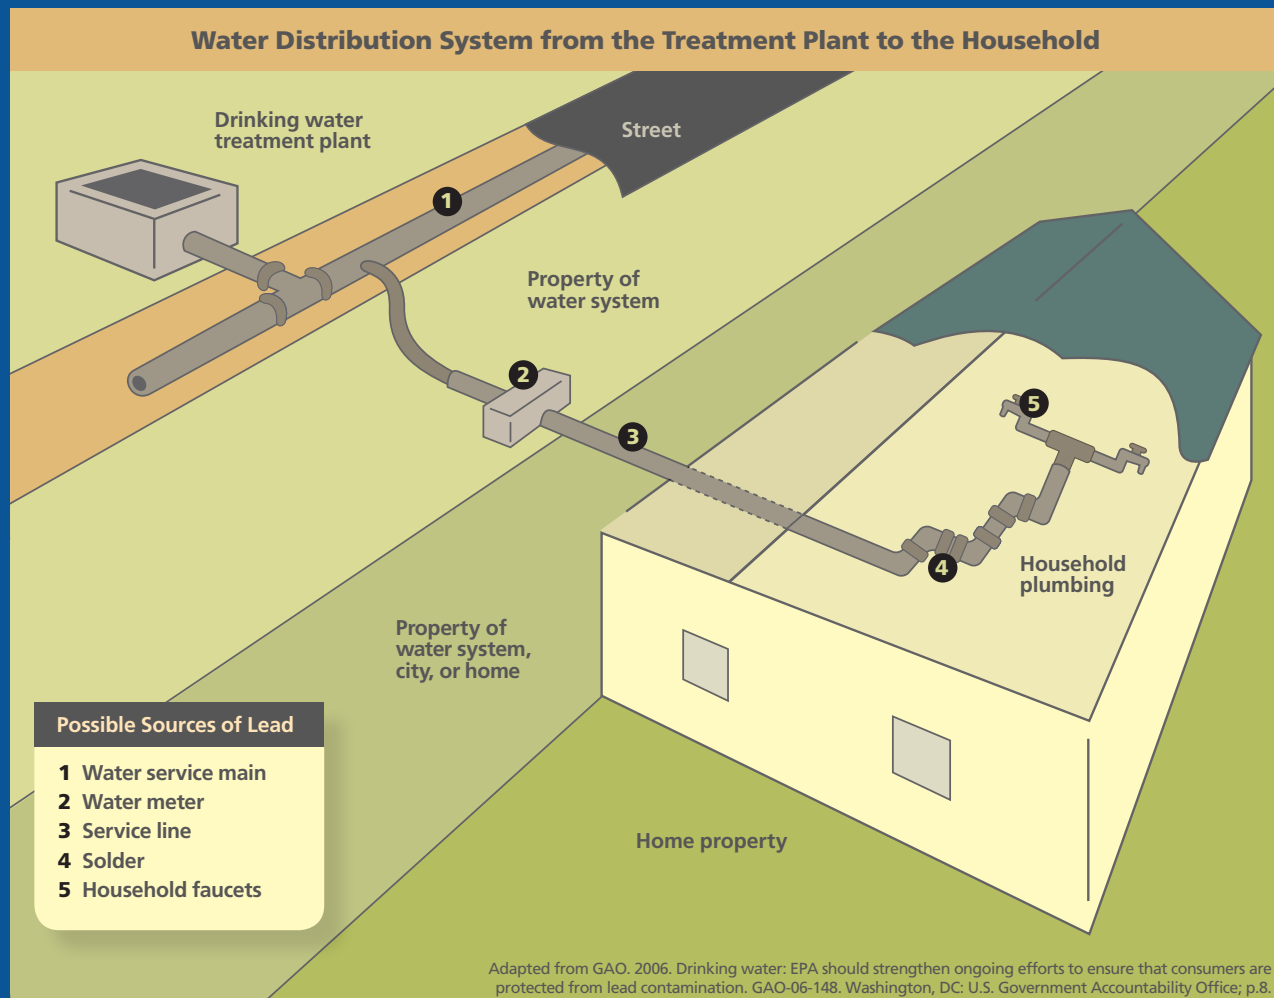 Water Distribution System from the Treatment Plant to the Household
Drinking water
treatment plant
Street
1
Property of
water system
2
3
5
4
Household
plumbing
Property of
water system,
city, or home
Possible Sources of Lead
1 Water service main
2 Water meter
3 Service line
4 Solder
5 Household faucets
Home property
Adapted from GAO. 2006. Drinking water: EPA should strengthen ongoing efforts to ensure that consumers are
protected from lead contamination. GAO-06-148. Washington, DC: U.S. Government Accountability Office; p.8.